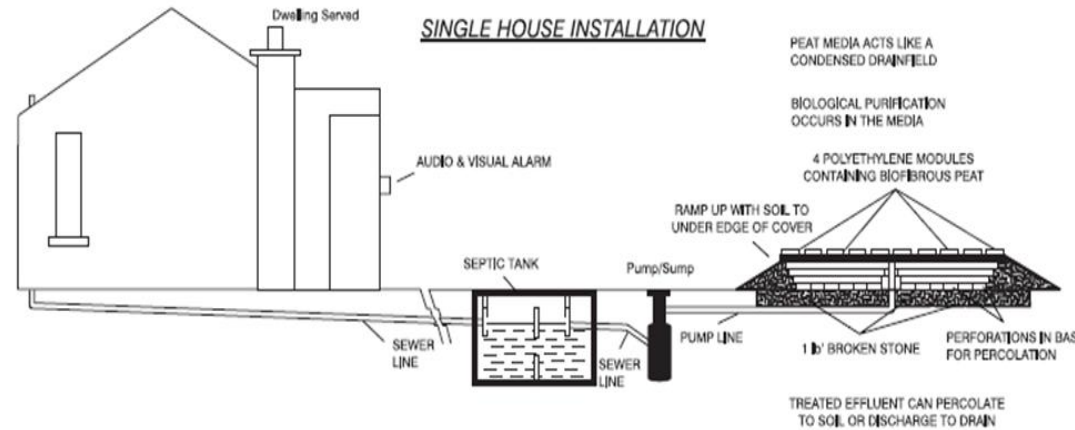 Dwelling Served
SINGLE HOUSE INSTALLATION
PEAT MEDIA ACTS LIKE A
CONDENSED DRAINFIELD
BIOLOGICAL PURIFICATION
OCCURS IN THE MEDIA
4 POLYETHYLENE MODULES
CONTAINING BIOFIBROUS PEAT
AUDIO & VISUAL ALARM
RAMP UP WITH SOIL TO
UNDER EDGE OF COVER
SEPTIC TANK
Pump/Sump
SEWER
LINE
SEWER
LINE
PUMP LINE
1 lb' BROKEN STONE
PERFORATIONS IN BAS
FOR PERCOLATION
TREATED EFFLUENT CAN PERCOLATE
TO SOIL OR DISCHARGE TO DRAIN